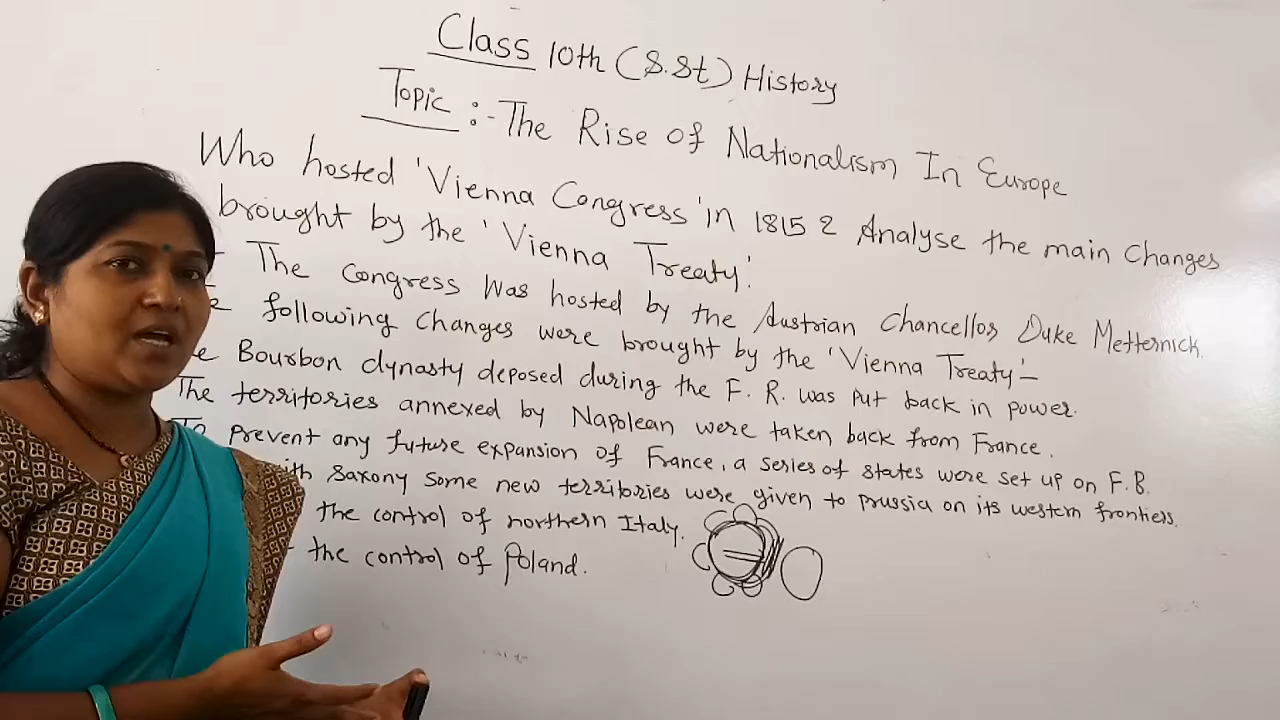 Class 10th (S.St) History
Topic :- The Rise of Nationalism In Europe
Who hosted 'Vienna Congress' in 1815 ? Analyse the main changes
brought by the 'Vienna Treaty'.
- The Congress was hosted by the Austrian Chancellor Duke Metternich.
following changes were brought by the 'Vienna Treaty'-
Bourbon dynasty deposed during the F. R. was put back in power.
The territories annexed by Napolean were taken back from France.
To prevent any future expansion of France, a series of states were set up on F.B.
with Saxony some new territories were given to prussia on its western frontiers.
the control of northern Italy.
the control of Poland.